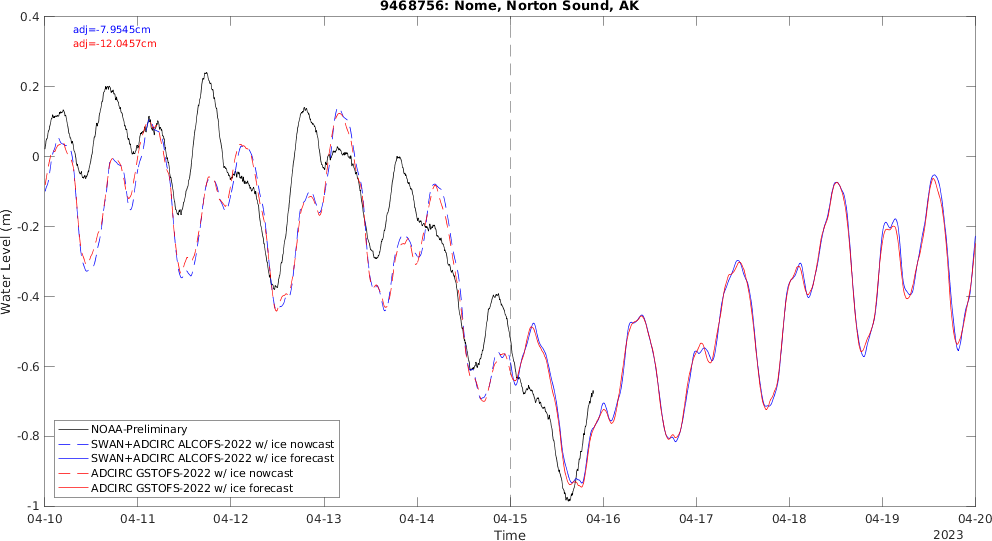 9468756: Nome, Norton Sound, AK
adj=-7.9545cm
adj=-12.0457cm
0.4
0.2
0
-0.2
-0.4
-0.6
-0.8
-1
Water Level (m)
NOAA-Preliminary
SWAN+ADCIRC ALCOFS-2022 w/ ice nowcast
SWAN+ADCIRC ALCOFS-2022 w/ ice forecast
ADCIRC GSTOFS-2022 w/ ice nowcast
ADCIRC GSTOFS-2022 w/ ice forecast
04-10 04-11 04-12 04-13 04-14 04-15 04-16 04-17 04-18 04-19 04-20
Time
2023